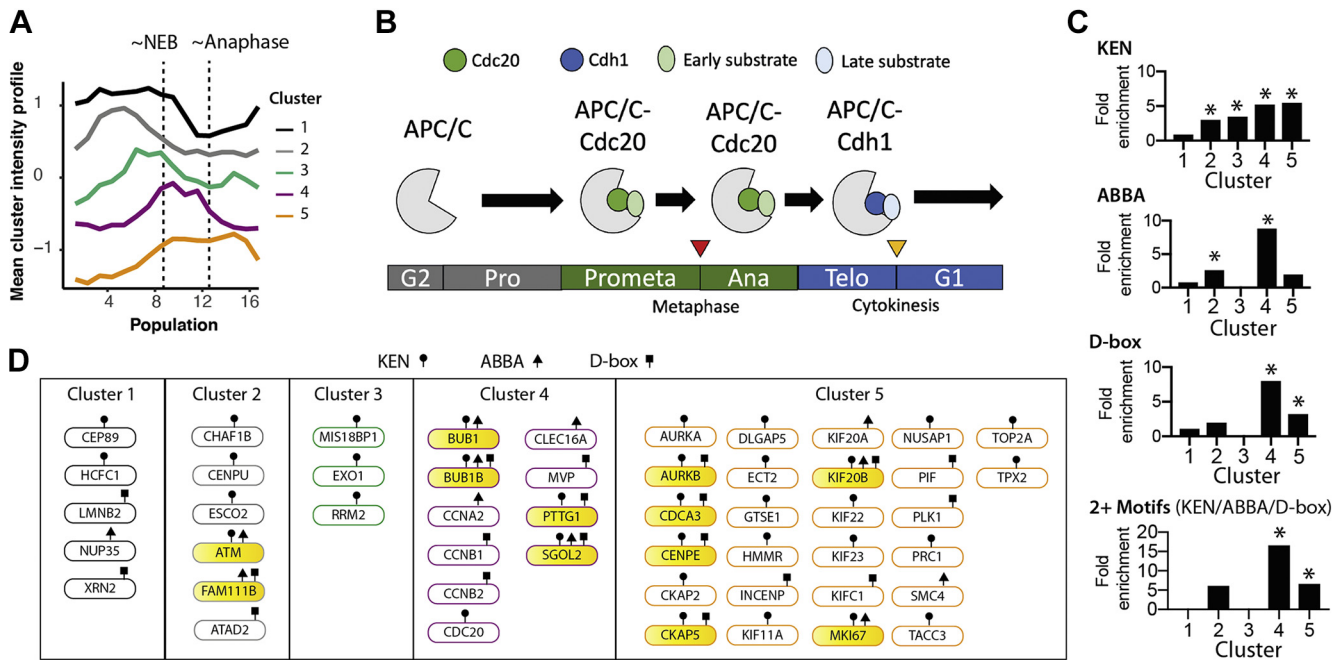 A
~NEB ~Anaphase
Mean cluster intensity profile
1
0
−1
4 8 12 16
Population
Cluster
1
2
3
4
5
B
Cdc20 Cdh1 Early substrate Late substrate
APC/C
APC/C-
Cdc20
APC/C-
Cdc20
APC/C-
Cdh1
G2 Pro Prometa Ana Telo G1
Metaphase Cytokinesis
C
KEN
Fold
enrichment
10
5
0
* * * *
1 2 3 4 5
Cluster
ABBA
Fold
enrichment
10
5
0
* *
1 2 3 4 5
Cluster
D-box
Fold
enrichment
10
5
0
* *
1 2 3 4 5
Cluster
2+ Motifs (KEN/ABBA/D-box)
Fold
enrichment
20
15
10
5
0
* *
1 2 3 4 5
Cluster
D
KEN ABBA D-box
Cluster 1
CEP89
HCFC1
LMNB2
NUP35
XRN2
Cluster 2
CHAF1B
CENPU
ESCO2
ATM
FAM111B
ATAD2
Cluster 3
MIS18BP1
EXO1
RRM2
Cluster 4
BUB1
BUB1B
CCNA2
CCNB1
CCNB2
CDC20
CLEC16A
MVP
PTTG1
SGOL2
Cluster 5
AURKA
AURKB
CDCA3
CENPE
CKAP2
CKAP5
DLGAP5
ECT2
GTSE1
HMMR
INCENP
KIF11A
KIF20A
KIF20B
KIF22
KIF23
KIFC1
MKI67
NUSAP1
PIF
PLK1
PRC1
SMC4
TACC3
TOP2A
TPX2